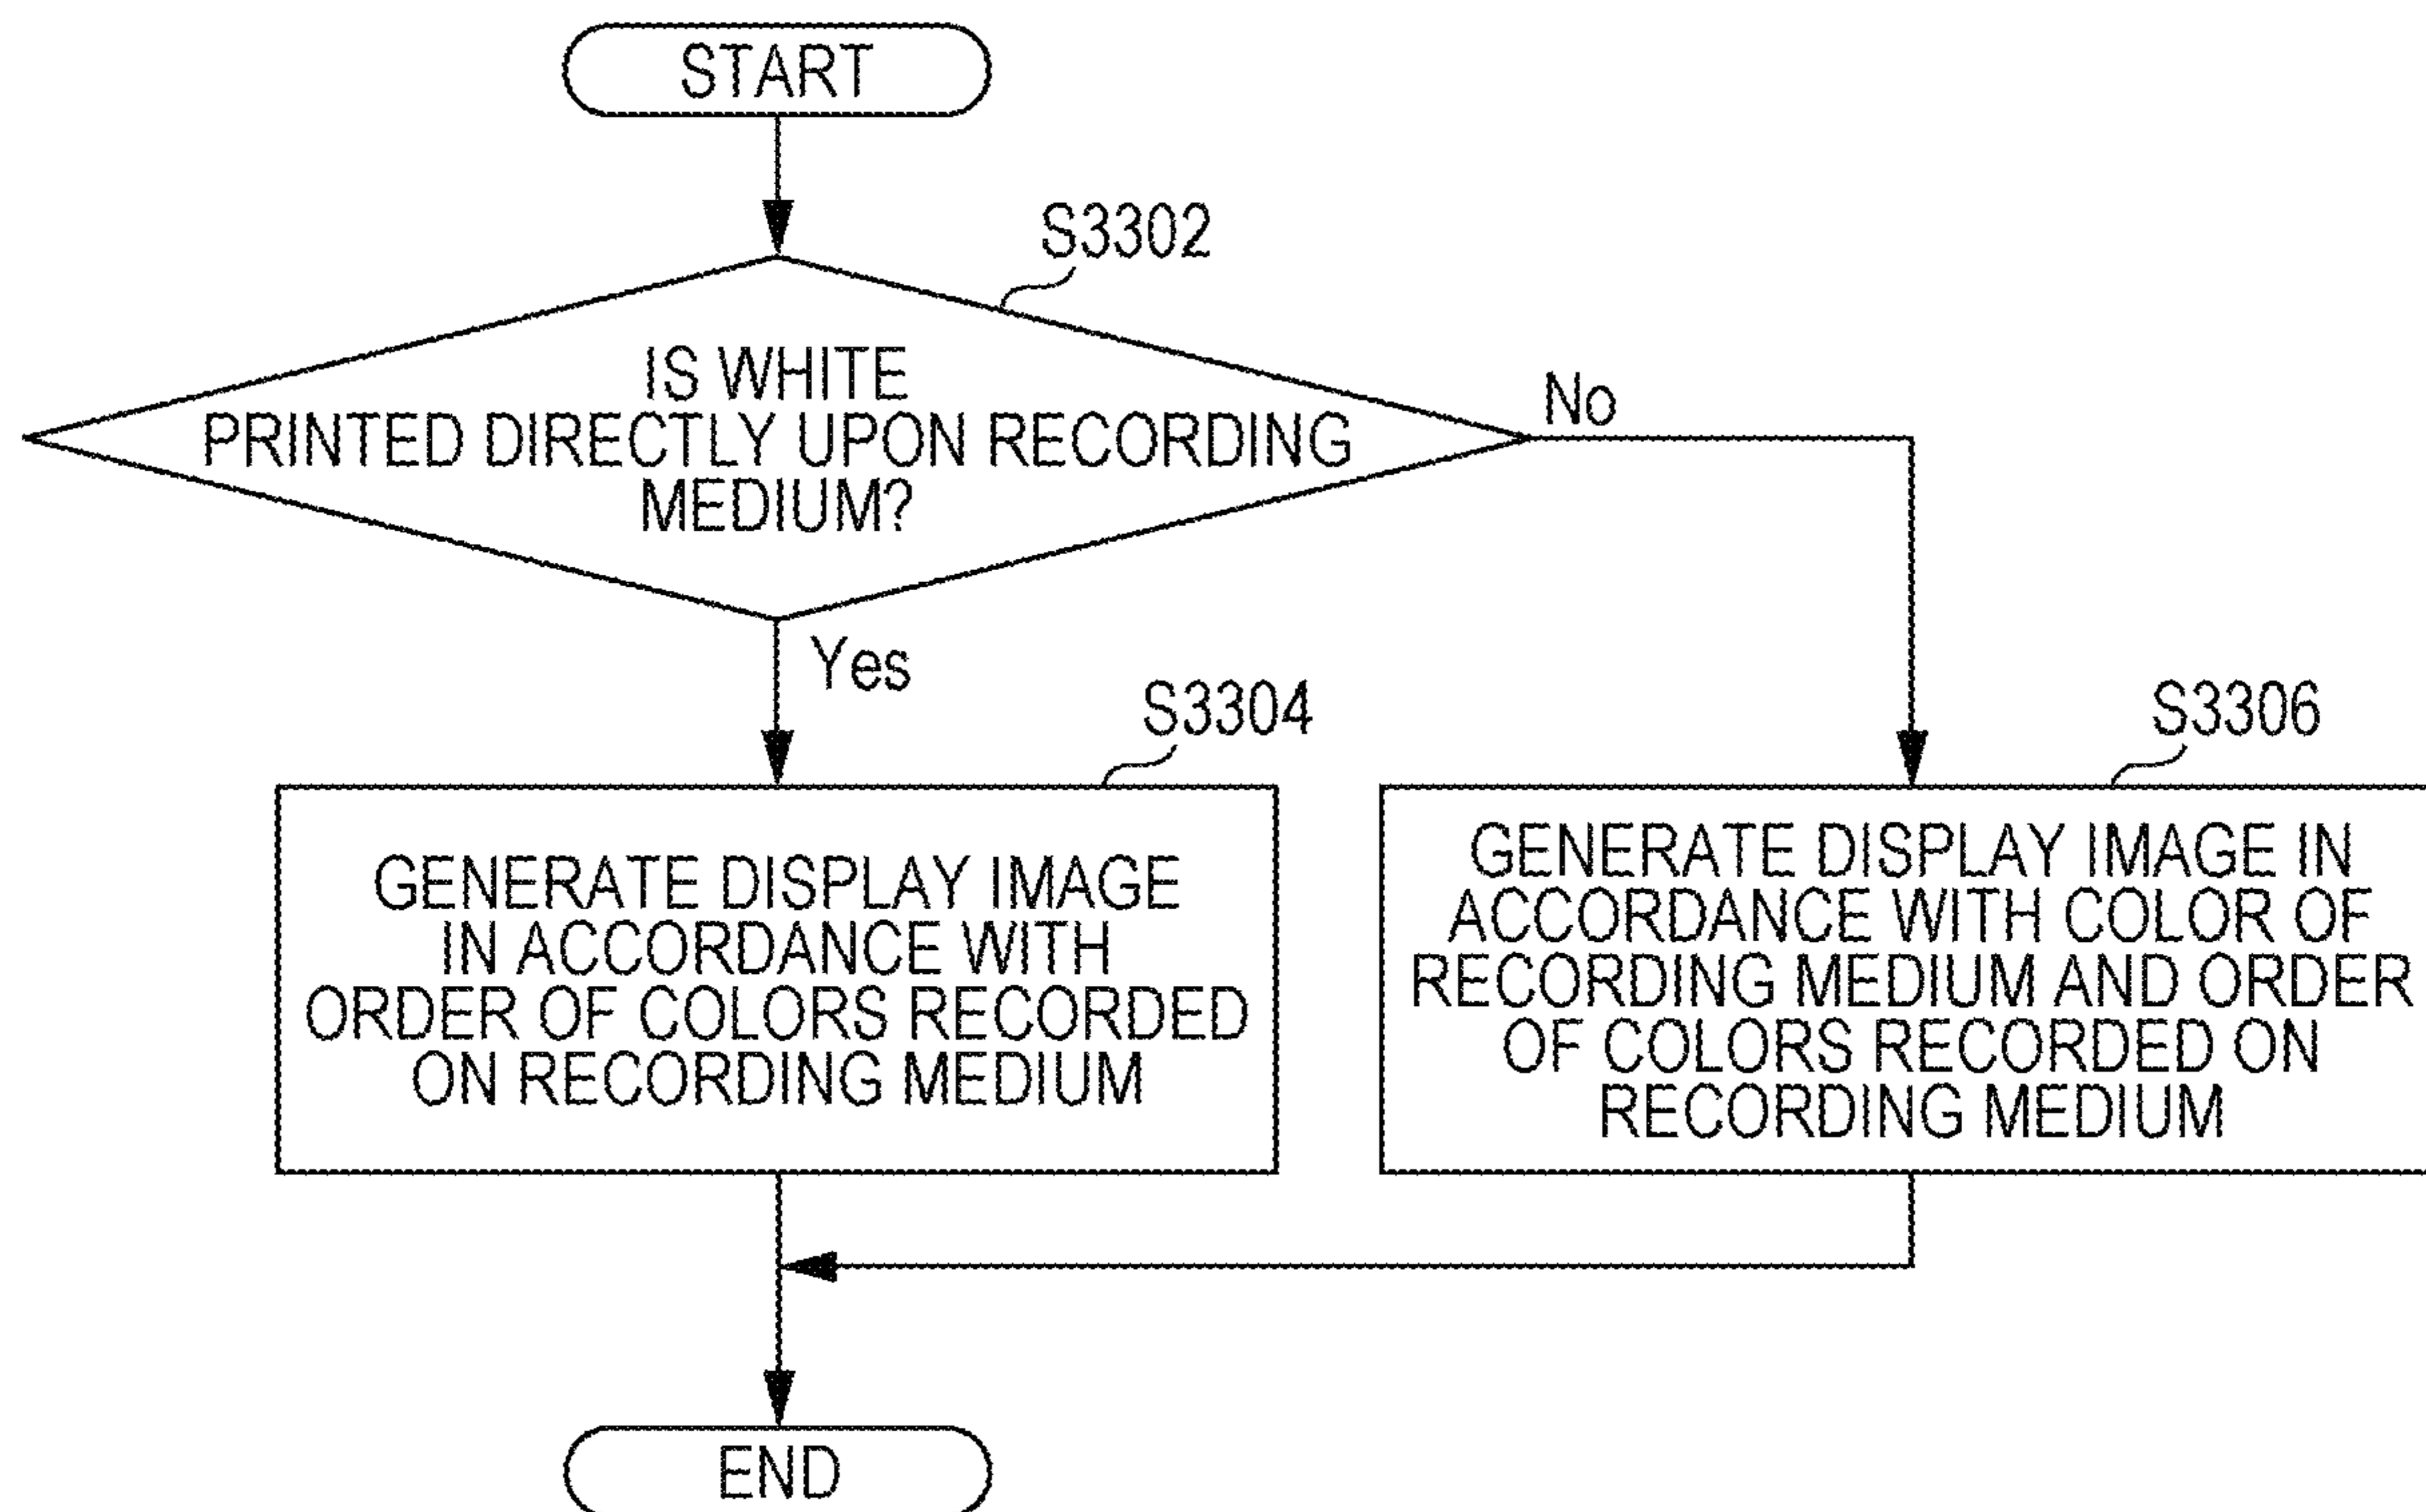 START
S3302
IS WHITE
PRINTED DIRECTLY UPON RECORDING
MEDIUM?
No
Yes
S3304
GENERATE DISPLAY IMAGE
IN ACCORDANCE WITH
ORDER OF COLORS RECORDED
ON RECORDING MEDIUM
S3306
GENERATE DISPLAY IMAGE IN
ACCORDANCE WITH COLOR OF
RECORDING MEDIUM AND ORDER
OF COLORS RECORDED ON
RECORDING MEDIUM
END